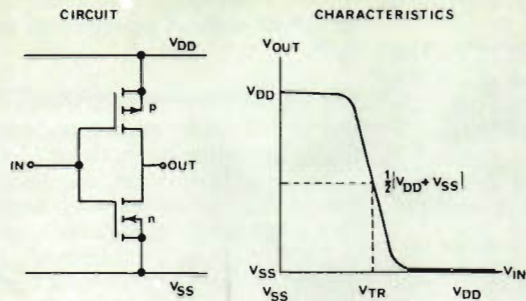 CIRCUIT
VDD
p
IN
OUT
n
VSS
CHARACTERISTICS
VOUT
VDD
½|VDD + VSS|
VSS
VIN
VSS
VTR
VDD